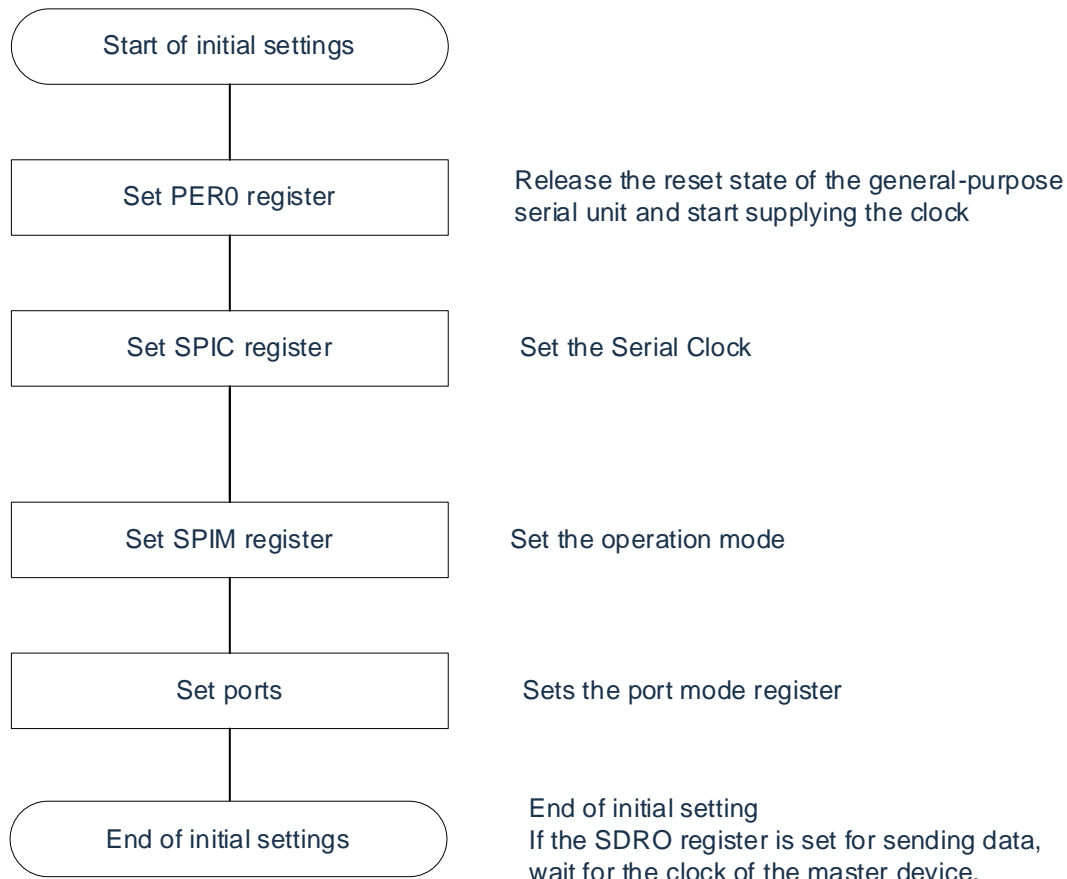 Start of initial settings
Set PER0 register
Release the reset state of the general-purpose
serial unit and start supplying the clock
Set SPIC register
Set the Serial Clock
Set SPIM register
Set the operation mode
Set ports
Sets the port mode register
End of initial settings
End of initial setting
If the SDRO register is set for sending data,
wait for the clock of the master device.